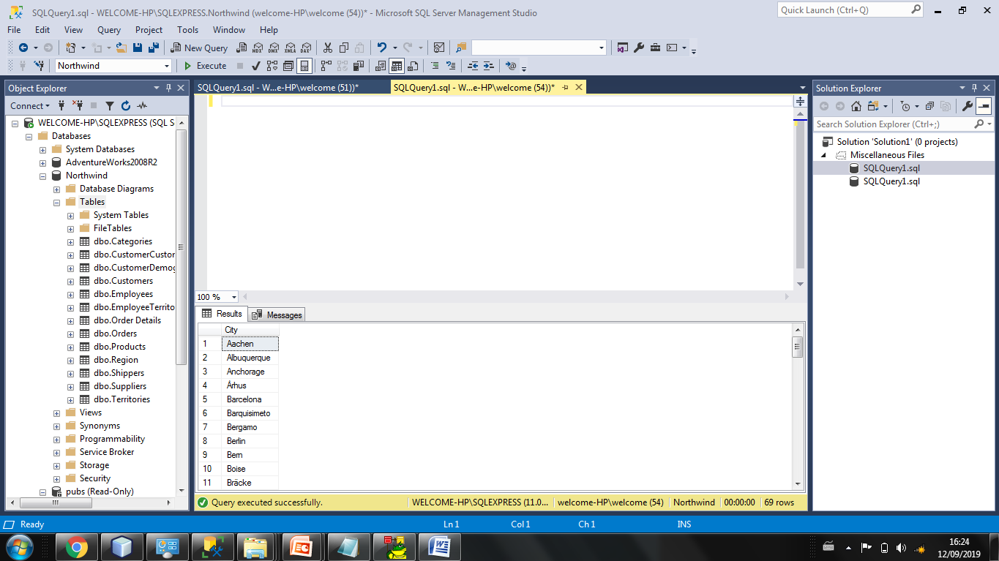 SQLQuery1.sql - WELCOME-HP\SQLEXPRESS.Northwind (welcome-HP\welcome (54))* - Microsoft SQL Server Management Studio
Quick Launch (Ctrl+Q)
File Edit View Query Project Tools Window Help
New Query MDX DMX XMLA DAX
Northwind Execute
Object Explorer
Connect
WELCOME-HP\SQLEXPRESS (SQL S
Databases
System Databases
AdventureWorks2008R2
Northwind
Database Diagrams
Tables
System Tables
FileTables
dbo.Categories
dbo.CustomerCustor
dbo.CustomerDemog
dbo.Customers
dbo.Employees
dbo.EmployeeTerrito
dbo.Order Details
dbo.Orders
dbo.Products
dbo.Region
dbo.Shippers
dbo.Suppliers
dbo.Territories
Views
Synonyms
Programmability
Service Broker
Storage
Security
pubs (Read-Only)
SQLQuery1.sql - W...e-HP\welcome (51))*
SQLQuery1.sql - W...e-HP\welcome (54))*
100 %
Results Messages
City
1 Aachen
2 Albuquerque
3 Anchorage
4 Århus
5 Barcelona
6 Barquisimeto
7 Bergamo
8 Berlin
9 Bern
10 Boise
11 Bräcke
Query executed successfully. WELCOME-HP\SQLEXPRESS (11.0... welcome-HP\welcome (54) Northwind 00:00:00 69 rows
Solution Explorer
Search Solution Explorer (Ctrl+;)
Solution 'Solution1' (0 projects)
Miscellaneous Files
SQLQuery1.sql
SQLQuery1.sql
Ready Ln 1 Col 1 Ch 1 INS
16:24
12/09/2019